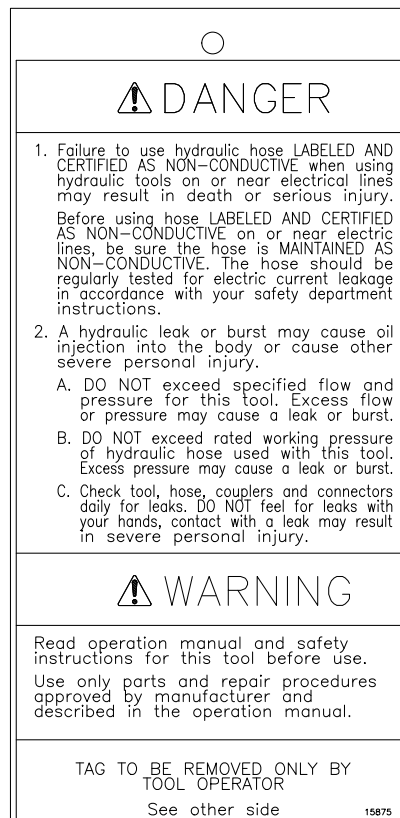 DANGER
1. Failure to use hydraulic hose LABELED AND
CERTIFIED AS NON-CONDUCTIVE when using
hydraulic tools on or near electrical lines
may result in death or serious injury.
Before using hose LABELED AND CERTIFIED
AS NON-CONDUCTIVE on or near electric
lines, be sure the hose is MAINTAINED AS
NON-CONDUCTIVE. The hose should be
regularly tested for electric current leakage
in accordance with your safety department
instructions.
2. A hydraulic leak or burst may cause oil
injection into the body or cause other
severe personal injury.
A. DO NOT exceed specified flow and
pressure for this tool. Excess flow
or pressure may cause a leak or burst.
B. DO NOT exceed rated working pressure
of hydraulic hose used with this tool.
Excess pressure may cause a leak or burst.
C. Check tool, hose, couplers and connectors
daily for leaks. DO NOT feel for leaks with
your hands, contact with a leak may result
in severe personal injury.
WARNING
Read operation manual and safety
instructions for this tool before use.
Use only parts and repair procedures
approved by manufacturer and
described in the operation manual.
TAG TO BE REMOVED ONLY BY
TOOL OPERATOR
See other side
15875